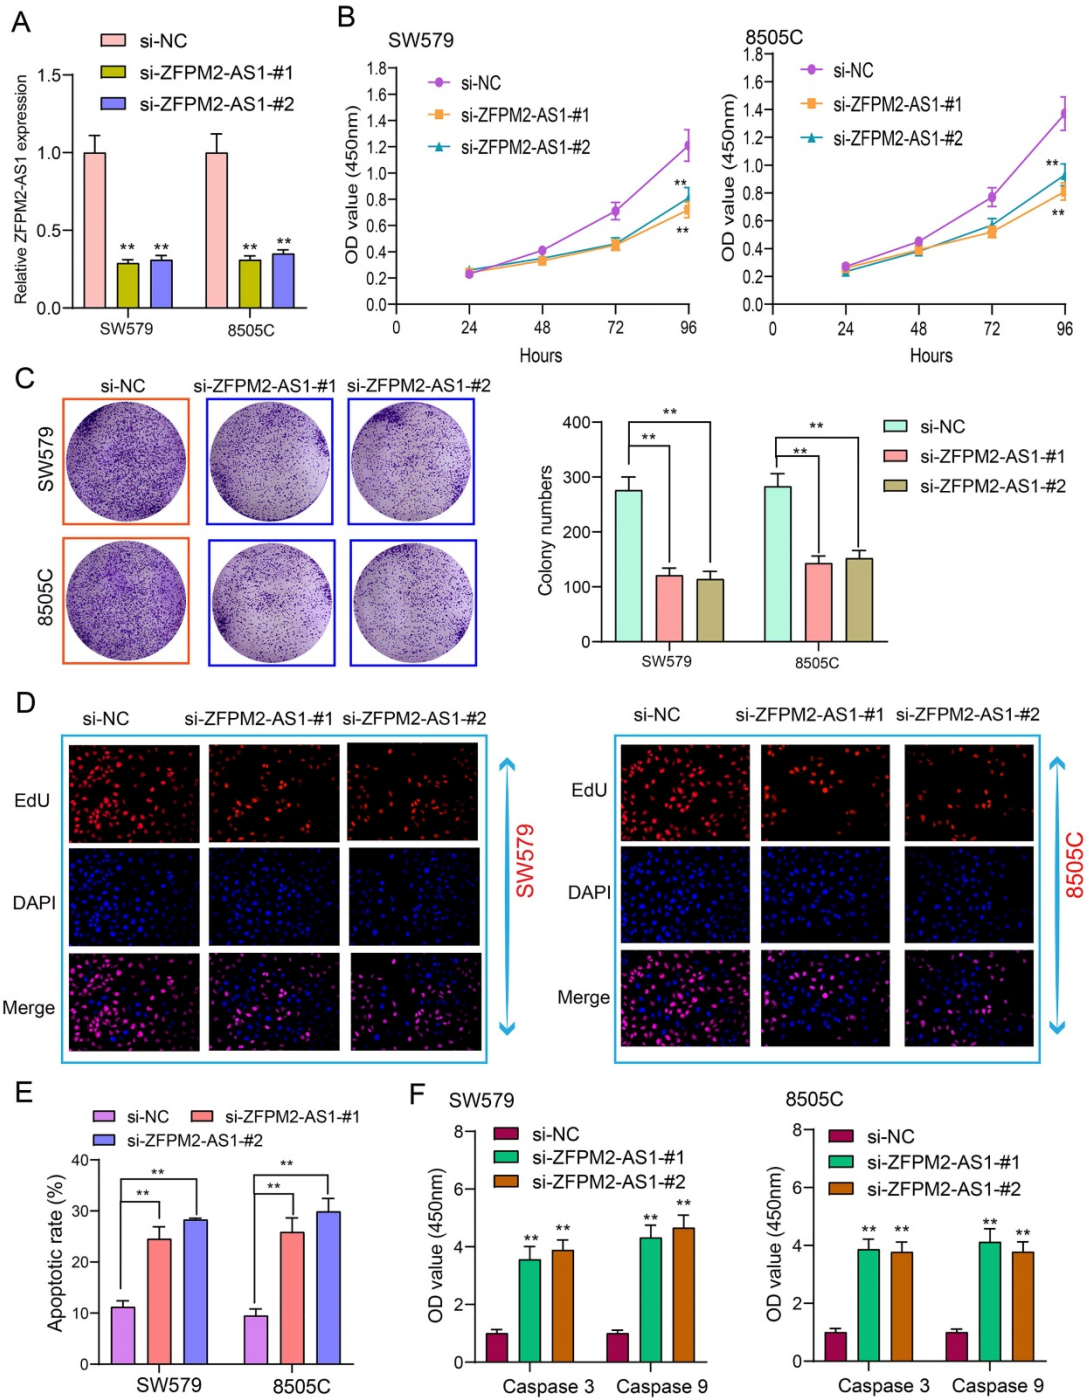 A
si-NC
si-ZFPM2-AS1-#1
si-ZFPM2-AS1-#2
Relative ZFPM2-AS1 expression
1.5
1.0
0.5
0.0
** ** ** **
SW579 8505C
B
SW579
si-NC
si-ZFPM2-AS1-#1
si-ZFPM2-AS1-#2
OD value (450nm)
1.8
1.6
1.4
1.2
1.0
0.8
0.6
0.4
0.2
0.0
**
**
0 24 48 72 96
Hours
8505C
si-NC
si-ZFPM2-AS1-#1
si-ZFPM2-AS1-#2
OD value (450nm)
1.8
1.6
1.4
1.2
1.0
0.8
0.6
0.4
0.2
0.0
**
**
0 24 48 72 96
Hours
C
si-NC si-ZFPM2-AS1-#1 si-ZFPM2-AS1-#2
SW579
8505C
Colony numbers
400
300
200
100
0
** **
** **
SW579 8505C
si-NC
si-ZFPM2-AS1-#1
si-ZFPM2-AS1-#2
D
si-NC si-ZFPM2-AS1-#1 si-ZFPM2-AS1-#2
EdU
DAPI
Merge
SW579
si-NC si-ZFPM2-AS1-#1 si-ZFPM2-AS1-#2
EdU
DAPI
Merge
8505C
E
si-NC si-ZFPM2-AS1-#1
si-ZFPM2-AS1-#2
Apoptotic rate (%)
40
30
20
10
0
** **
** **
SW579 8505C
F
SW579
si-NC
si-ZFPM2-AS1-#1
si-ZFPM2-AS1-#2
OD value (450nm)
8
6
4
2
0
** ** ** **
Caspase 3 Caspase 9
8505C
si-NC
si-ZFPM2-AS1-#1
si-ZFPM2-AS1-#2
OD value (450nm)
8
6
4
2
0
** ** ** **
Caspase 3 Caspase 9